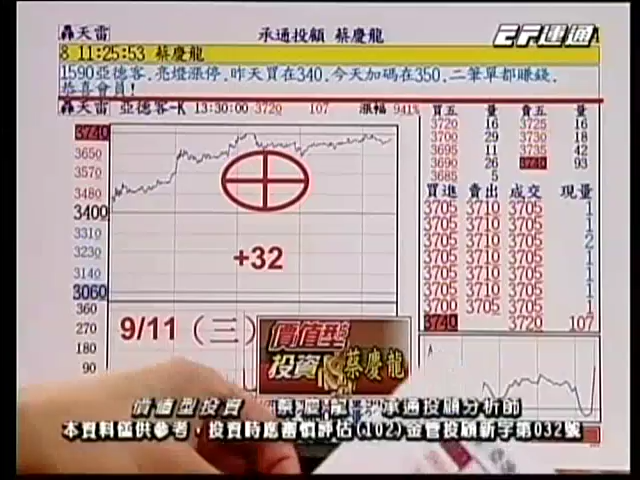 轟天雷 承通投顧 蔡慶龍
ET 建通
8 11:25:53 蔡慶龍
1590亞德客.亮燈漲停.昨天買在340.今天加碼在350.二筆單都賺錢.
恭喜會員!
轟天雷 亞德客-K 13:30:00 3720 107 漲幅 941%
買五 量 賣五 量
3720 16 3725 16
3700 29 3730 18
3695 11 3735 42
3690 26 3740 93
3685 5
買進 賣出 成交 現量
3705 3710 3705 1
3705 3710 3705 1
3705 3710 3705 2
3705 3710 3705 1
3705 3710 3705 1
3705 3710 3705 1
3700 3705 3705 1
3740 3720 107
3740
3650
3570
3480
3400
3310
3230
3140
3060
360
270
180
90
+32
9/11 (三)
價值型
投資 蔡慶龍
價值型投資 蔡慶龍 承通投顧分析師
本資料僅供參考，投資時應審慎評估(102)金管投顧新字第032號